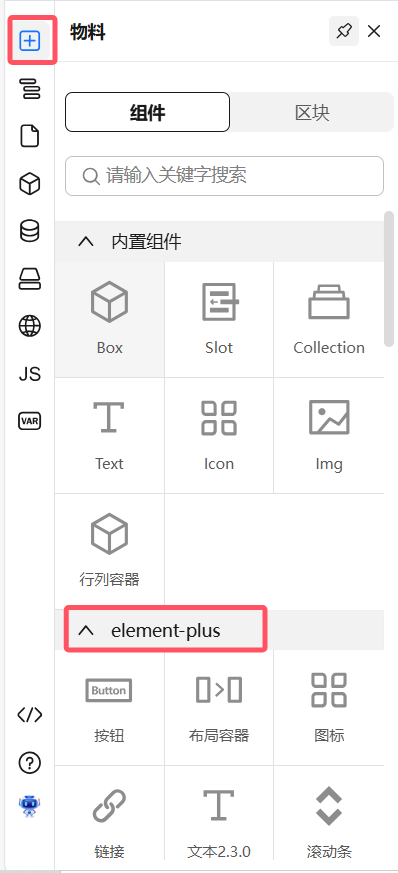 物料
组件 区块
请输入关键字搜索
内置组件
Box Slot Collection
Text Icon Img
JS
VAR
行列容器
element-plus
Button
按钮 布局容器 图标
链接 文本2.3.0 滚动条